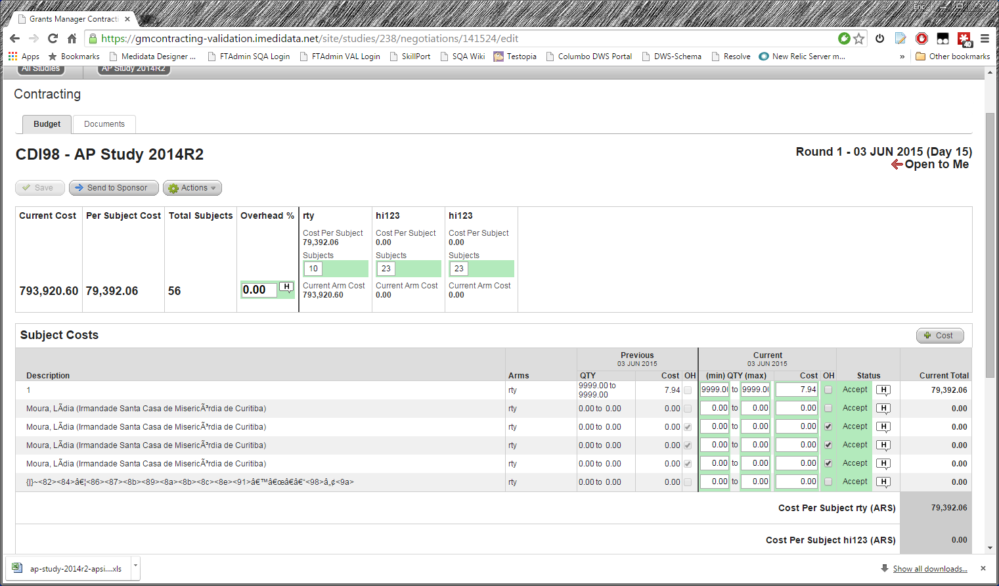 Eric
Grants Manager Contracti ×
https://gmcontracting-validation.imedidata.net/site/studies/238/negotiations/141524/edit
40
Apps Bookmarks Medidata Designer ... FTAdmin SQA Login FTAdmin VAL Login SkillPort SQA Wiki Testopia Columbo DWS Portal DWS-Schema Resolve New Relic Server m... » Other bookmarks
All Studies AP Study 2014R2
Contracting
Budget Documents
CDI98 - AP Study 2014R2
Round 1 - 03 JUN 2015 (Day 15)
Open to Me
Save Send to Sponsor Actions
Current Cost Per Subject Cost Total Subjects Overhead % rty hi123 hi123
Cost Per Subject Cost Per Subject Cost Per Subject
79,392.06 0.00 0.00
Subjects Subjects Subjects
10 23 23
Current Arm Cost Current Arm Cost Current Arm Cost
793,920.60 79,392.06 56 0.00 H
793,920.60 0.00 0.00
Subject Costs Cost
Previous Current
03 JUN 2015 03 JUN 2015
Description Arms QTY Cost OH (min) QTY (max) Cost OH Status Current Total
1 rty 9999.00 to 9999.00 7.94 9999.0( to 9999.0( 7.94 Accept H 79,392.06
Moura, LÃdia (Irmandade Santa Casa de MisericÃ³rdia de Curitiba) rty 0.00 to 0.00 0.00 0.00 to 0.00 0.00 Accept H 0.00
Moura, LÃdia (Irmandade Santa Casa de MisericÃ³rdia de Curitiba) rty 0.00 to 0.00 0.00 0.00 to 0.00 0.00 Accept H 0.00
Moura, LÃdia (Irmandade Santa Casa de MisericÃ³rdia de Curitiba) rty 0.00 to 0.00 0.00 0.00 to 0.00 0.00 Accept H 0.00
Moura, LÃdia (Irmandade Santa Casa de MisericÃ³rdia de Curitiba) rty 0.00 to 0.00 0.00 0.00 to 0.00 0.00 Accept H 0.00
{|}~<82><84>â€¦<86><87><8b><89><8a><8b><8c><8e><91>â€™â€œâ€â€“<98>â„¢<9a> rty 0.00 to 0.00 0.00 0.00 to 0.00 0.00 Accept H 0.00
Cost Per Subject rty (ARS) 79,392.06
Cost Per Subject hi123 (ARS) 0.00
ap-study-2014r2-apsi....xls Show all downloads... ×